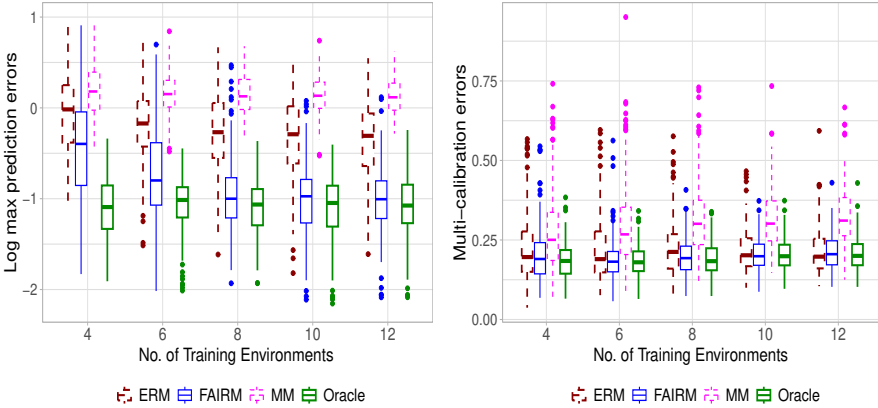 Log max prediction errors
1
0
−1
−2
4
6
8
10
12
No. of Training Environments
ERM
FAIRM
MM
Oracle
Multi−calibration errors
0.75
0.50
0.25
0.00
4
6
8
10
12
No. of Training Environments
ERM
FAIRM
MM
Oracle